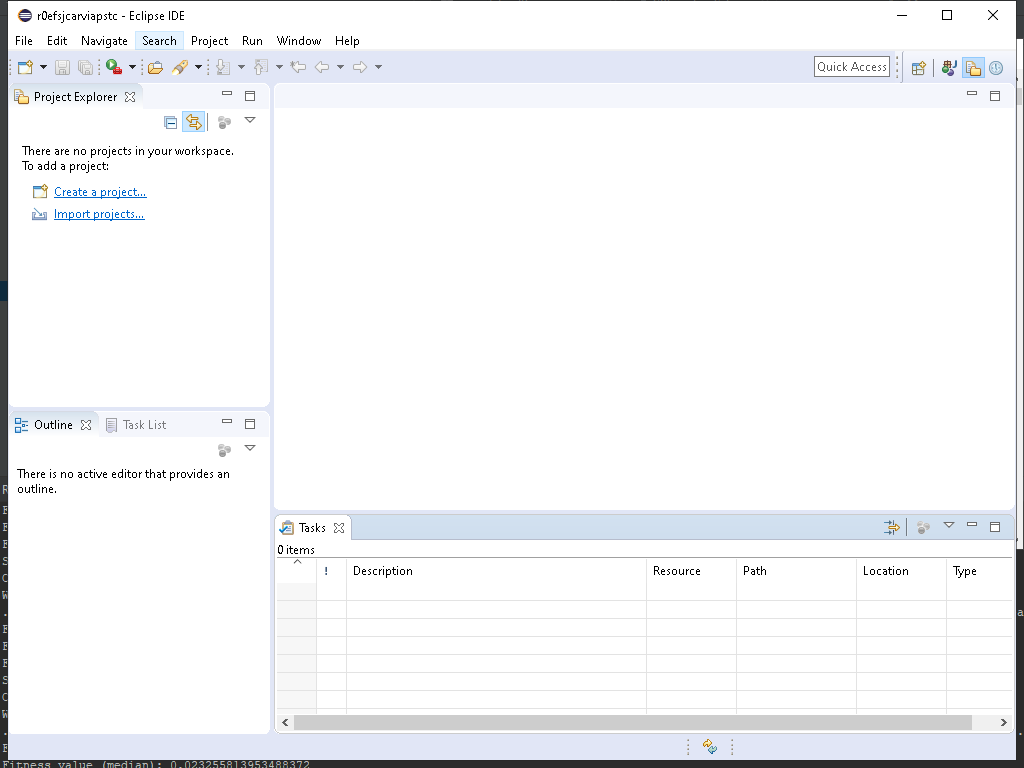 r0efsjcarviapstc - Eclipse IDE
File Edit Navigate Search Project Run Window Help
Quick Access
Project Explorer
There are no projects in your workspace.
To add a project:
Create a project...
Import projects...
Outline Task List
There is no active editor that provides an
outline.
Tasks
0 items
! Description Resource Path Location Type
Fitness value (median): 0.023255813953488372